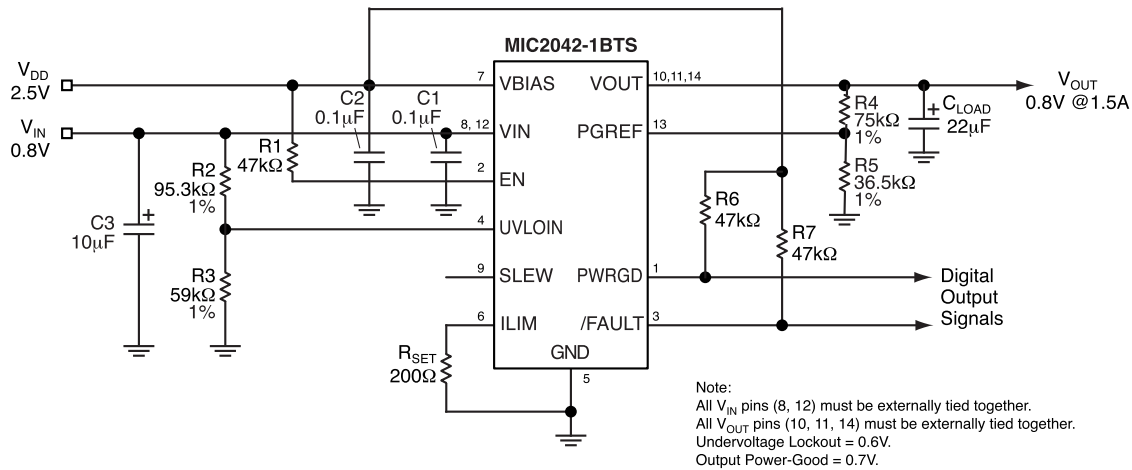 MIC2042-1BTS
VDD
2.5V
VIN
0.8V
R1
47kΩ
C2
0.1µF
C1
0.1µF
R2
95.3kΩ
1%
C3
10µF
+
R3
59kΩ
1%
RSET
200Ω
7
8, 12
2
4
9
6
VBIAS
VIN
EN
UVLOIN
SLEW
ILIM
GND
5
VOUT
PGREF
PWRGD
/FAULT
10,11,14
13
1
3
R4
75kΩ
1%
R5
36.5kΩ
1%
+
CLOAD
22µF
VOUT
0.8V @1.5A
R6
47kΩ
R7
47kΩ
Digital
Output
Signals
Note:
All VIN pins (8, 12) must be externally tied together.
All VOUT pins (10, 11, 14) must be externally tied together.
Undervoltage Lockout = 0.6V.
Output Power-Good = 0.7V.